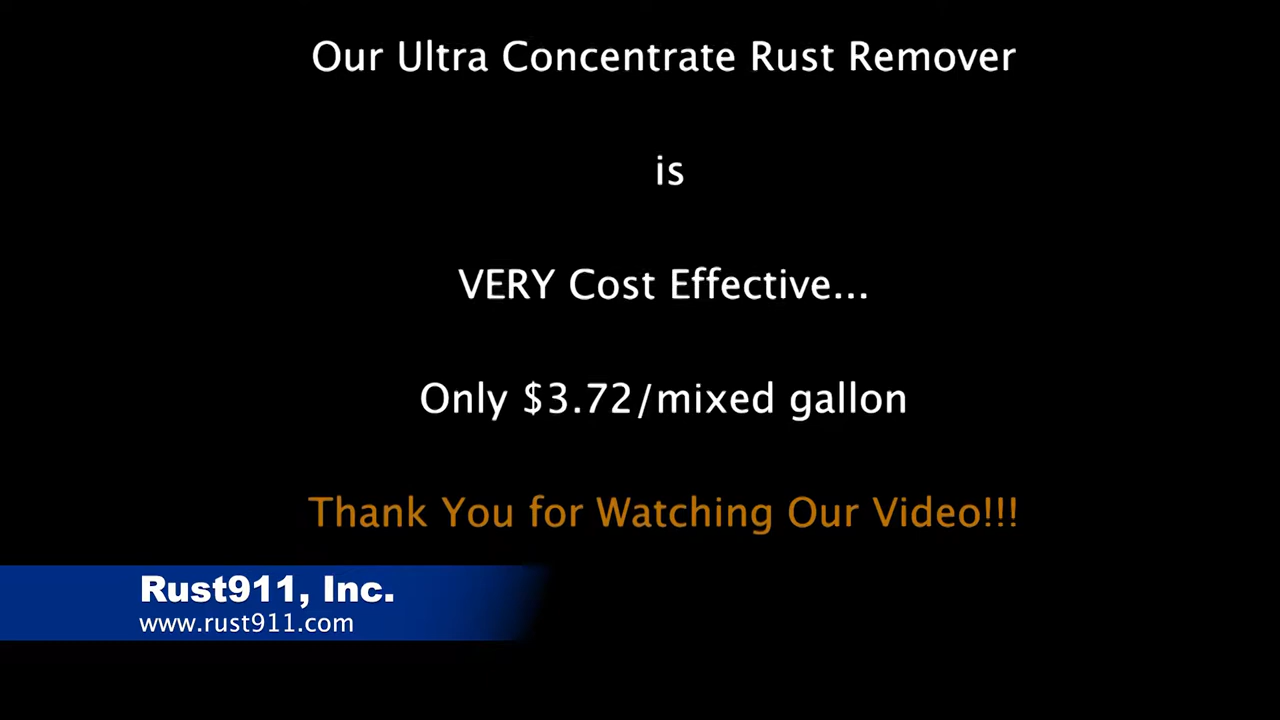 Our Ultra Concentrate Rust Remover
is
VERY Cost Effective...
Only $3.72/mixed gallon
Thank You for Watching Our Video!!!
Rust911, Inc.
www.rust911.com